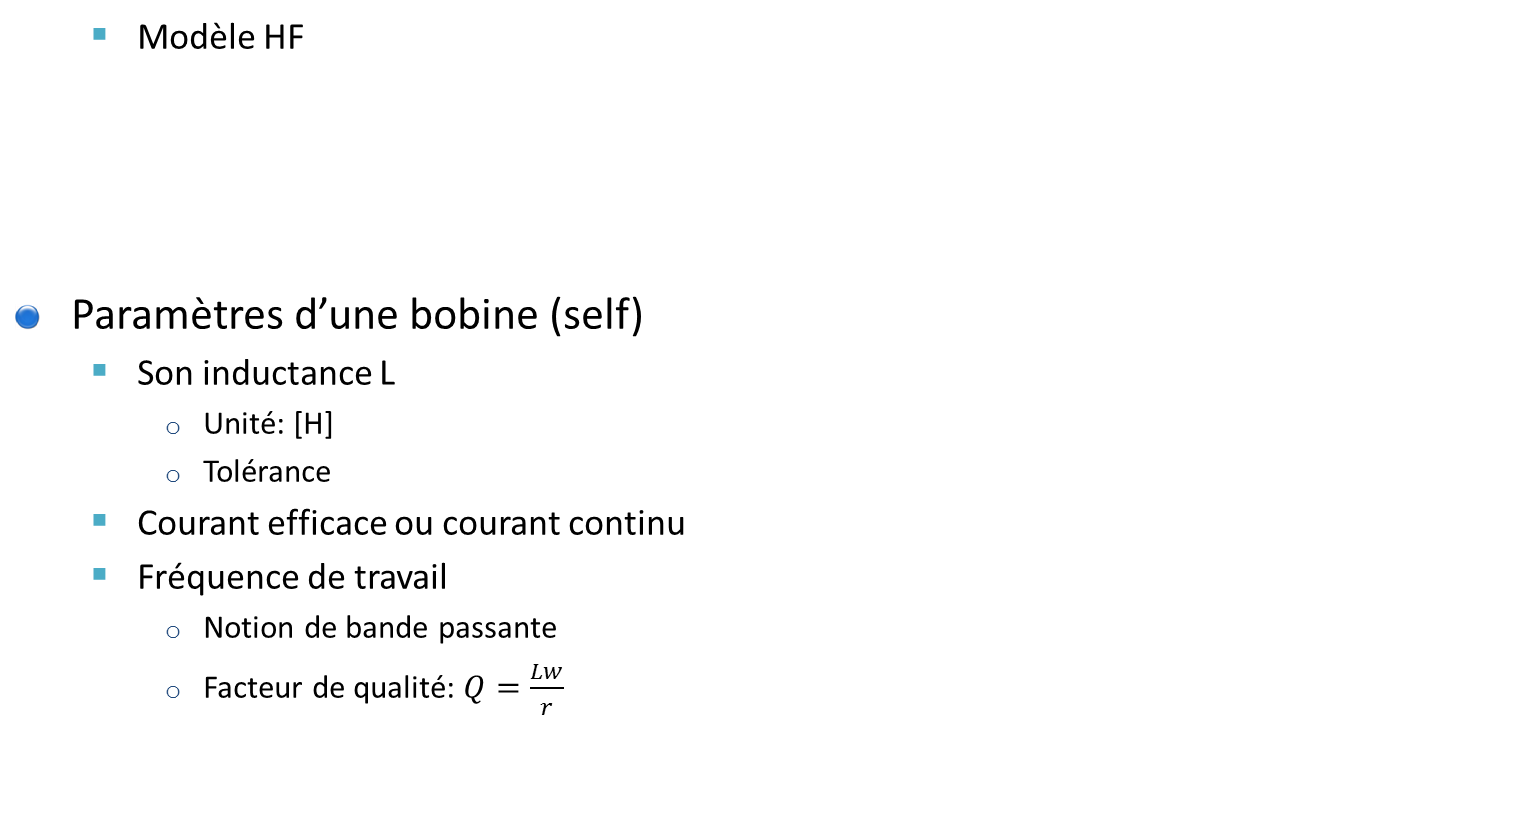 Modèle HF
Paramètres d’une bobine (self)
Son inductance L
Unité: [H]
Tolérance
Courant efficace ou courant continu
Fréquence de travail
Notion de bande passante
Facteur de qualité: Q = Lw/r